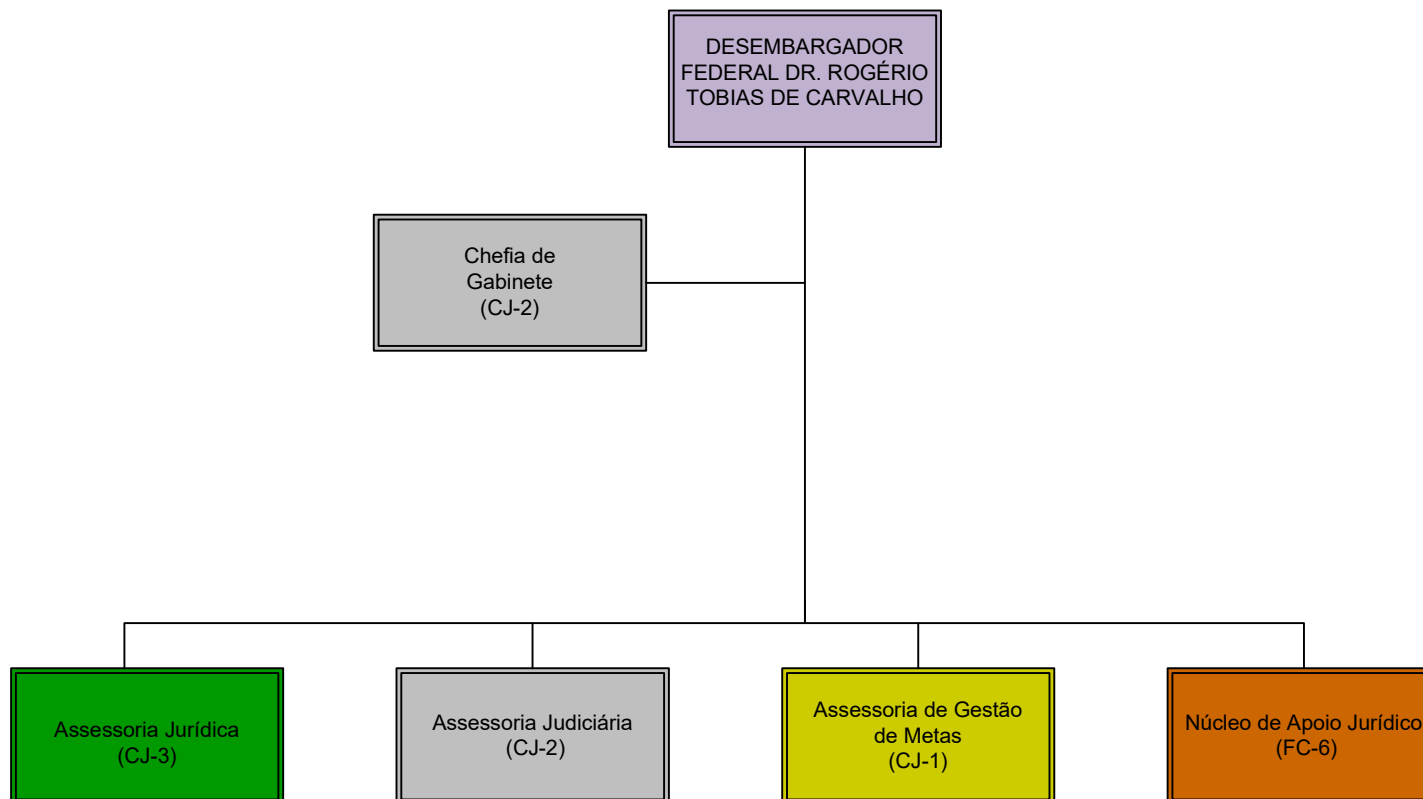 DESEMBARGADOR
FEDERAL DR. ROGÉRIO
TOBIAS DE CARVALHO
Chefia de
Gabinete
(CJ-2)
Assessoria Jurídica
(CJ-3)
Assessoria Judiciária
(CJ-2)
Assessoria de Gestão
de Metas
(CJ-1)
Núcleo de Apoio Jurídico
(FC-6)